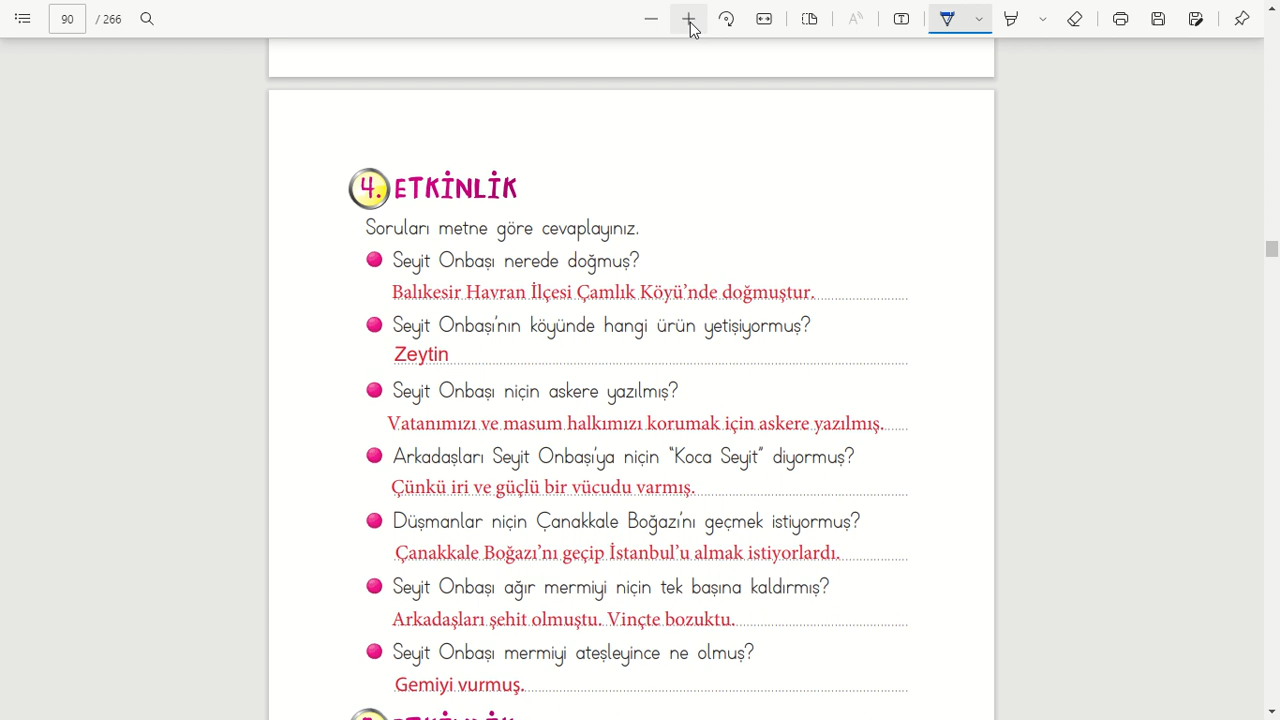 90 / 266
4. ETKİNLİK
Soruları metne göre cevaplayınız.
Seyit Onbaşı nerede doğmuş?
Balıkesir Havran İlçesi Çamlık Köyü'nde doğmuştur.
Seyit Onbaşı'nın köyünde hangi ürün yetişiyormuş?
Zeytin
Seyit Onbaşı niçin askere yazılmış?
Vatanımızı ve masum halkımızı korumak için askere yazılmış.
Arkadaşları Seyit Onbaşı'ya niçin "Koca Seyit" diyormuş?
Çünkü iri ve güçlü bir vücudu varmış.
Düşmanlar niçin Çanakkale Boğazı'nı geçmek istiyormuş?
Çanakkale Boğazı'nı geçip İstanbul'u almak istiyorlardı.
Seyit Onbaşı ağır mermiyi niçin tek başına kaldırmış?
Arkadaşları şehit olmuştu. Vinçte bozuktu.
Seyit Onbaşı mermiyi ateşleyince ne olmuş?
Gemiyi vurmuş.
ETKİNLİK